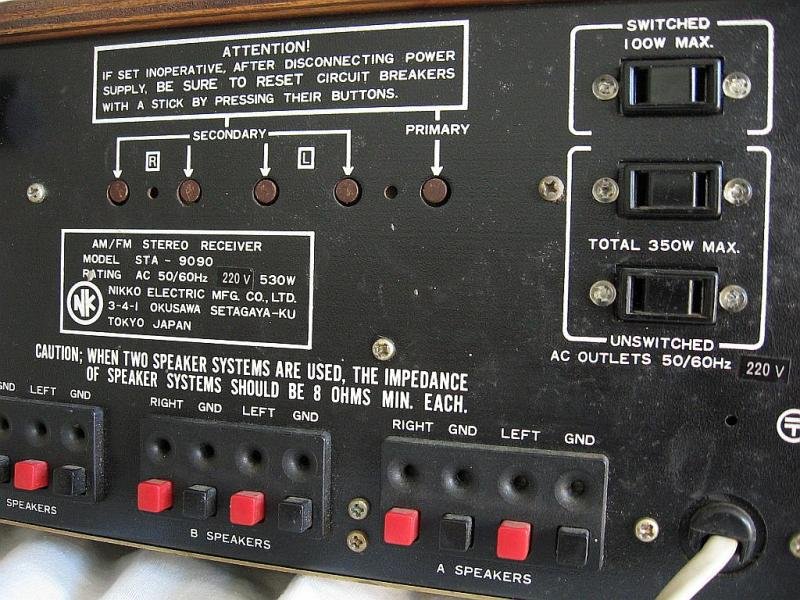 ATTENTION!
IF SET INOPERATIVE, AFTER DISCONNECTING POWER
SUPPLY, BE SURE TO RESET CIRCUIT BREAKERS
WITH A STICK BY PRESSING THEIR BUTTONS.
SECONDARY
PRIMARY
R
L
SWITCHED
100W MAX.
TOTAL 350W MAX.
UNSWITCHED
AC OUTLETS 50/60Hz 220 V
AM/FM STEREO RECEIVER
MODEL STA - 9090
RATING AC 50/60Hz 220 V 530W
NK
NIKKO ELECTRIC MFG. CO., LTD.
3-4-1 OKUSAWA SETAGAYA-KU
TOKYO JAPAN
CAUTION; WHEN TWO SPEAKER SYSTEMS ARE USED, THE IMPEDANCE
OF SPEAKER SYSTEMS SHOULD BE 8 OHMS MIN. EACH.
GND LEFT GND
SPEAKERS
RIGHT GND LEFT GND
B SPEAKERS
RIGHT GND LEFT GND
A SPEAKERS